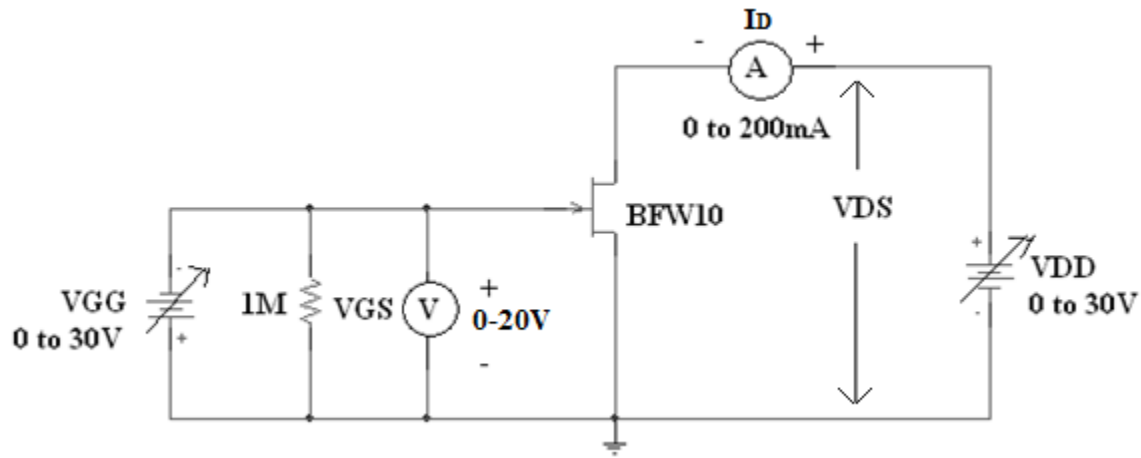 ID
- +
A
0 to 200mA
VDS
BFW10
-
VGG
0 to 30V
+
1M
VGS
V
+
0-20V
-
+
VDD
0 to 30V
-